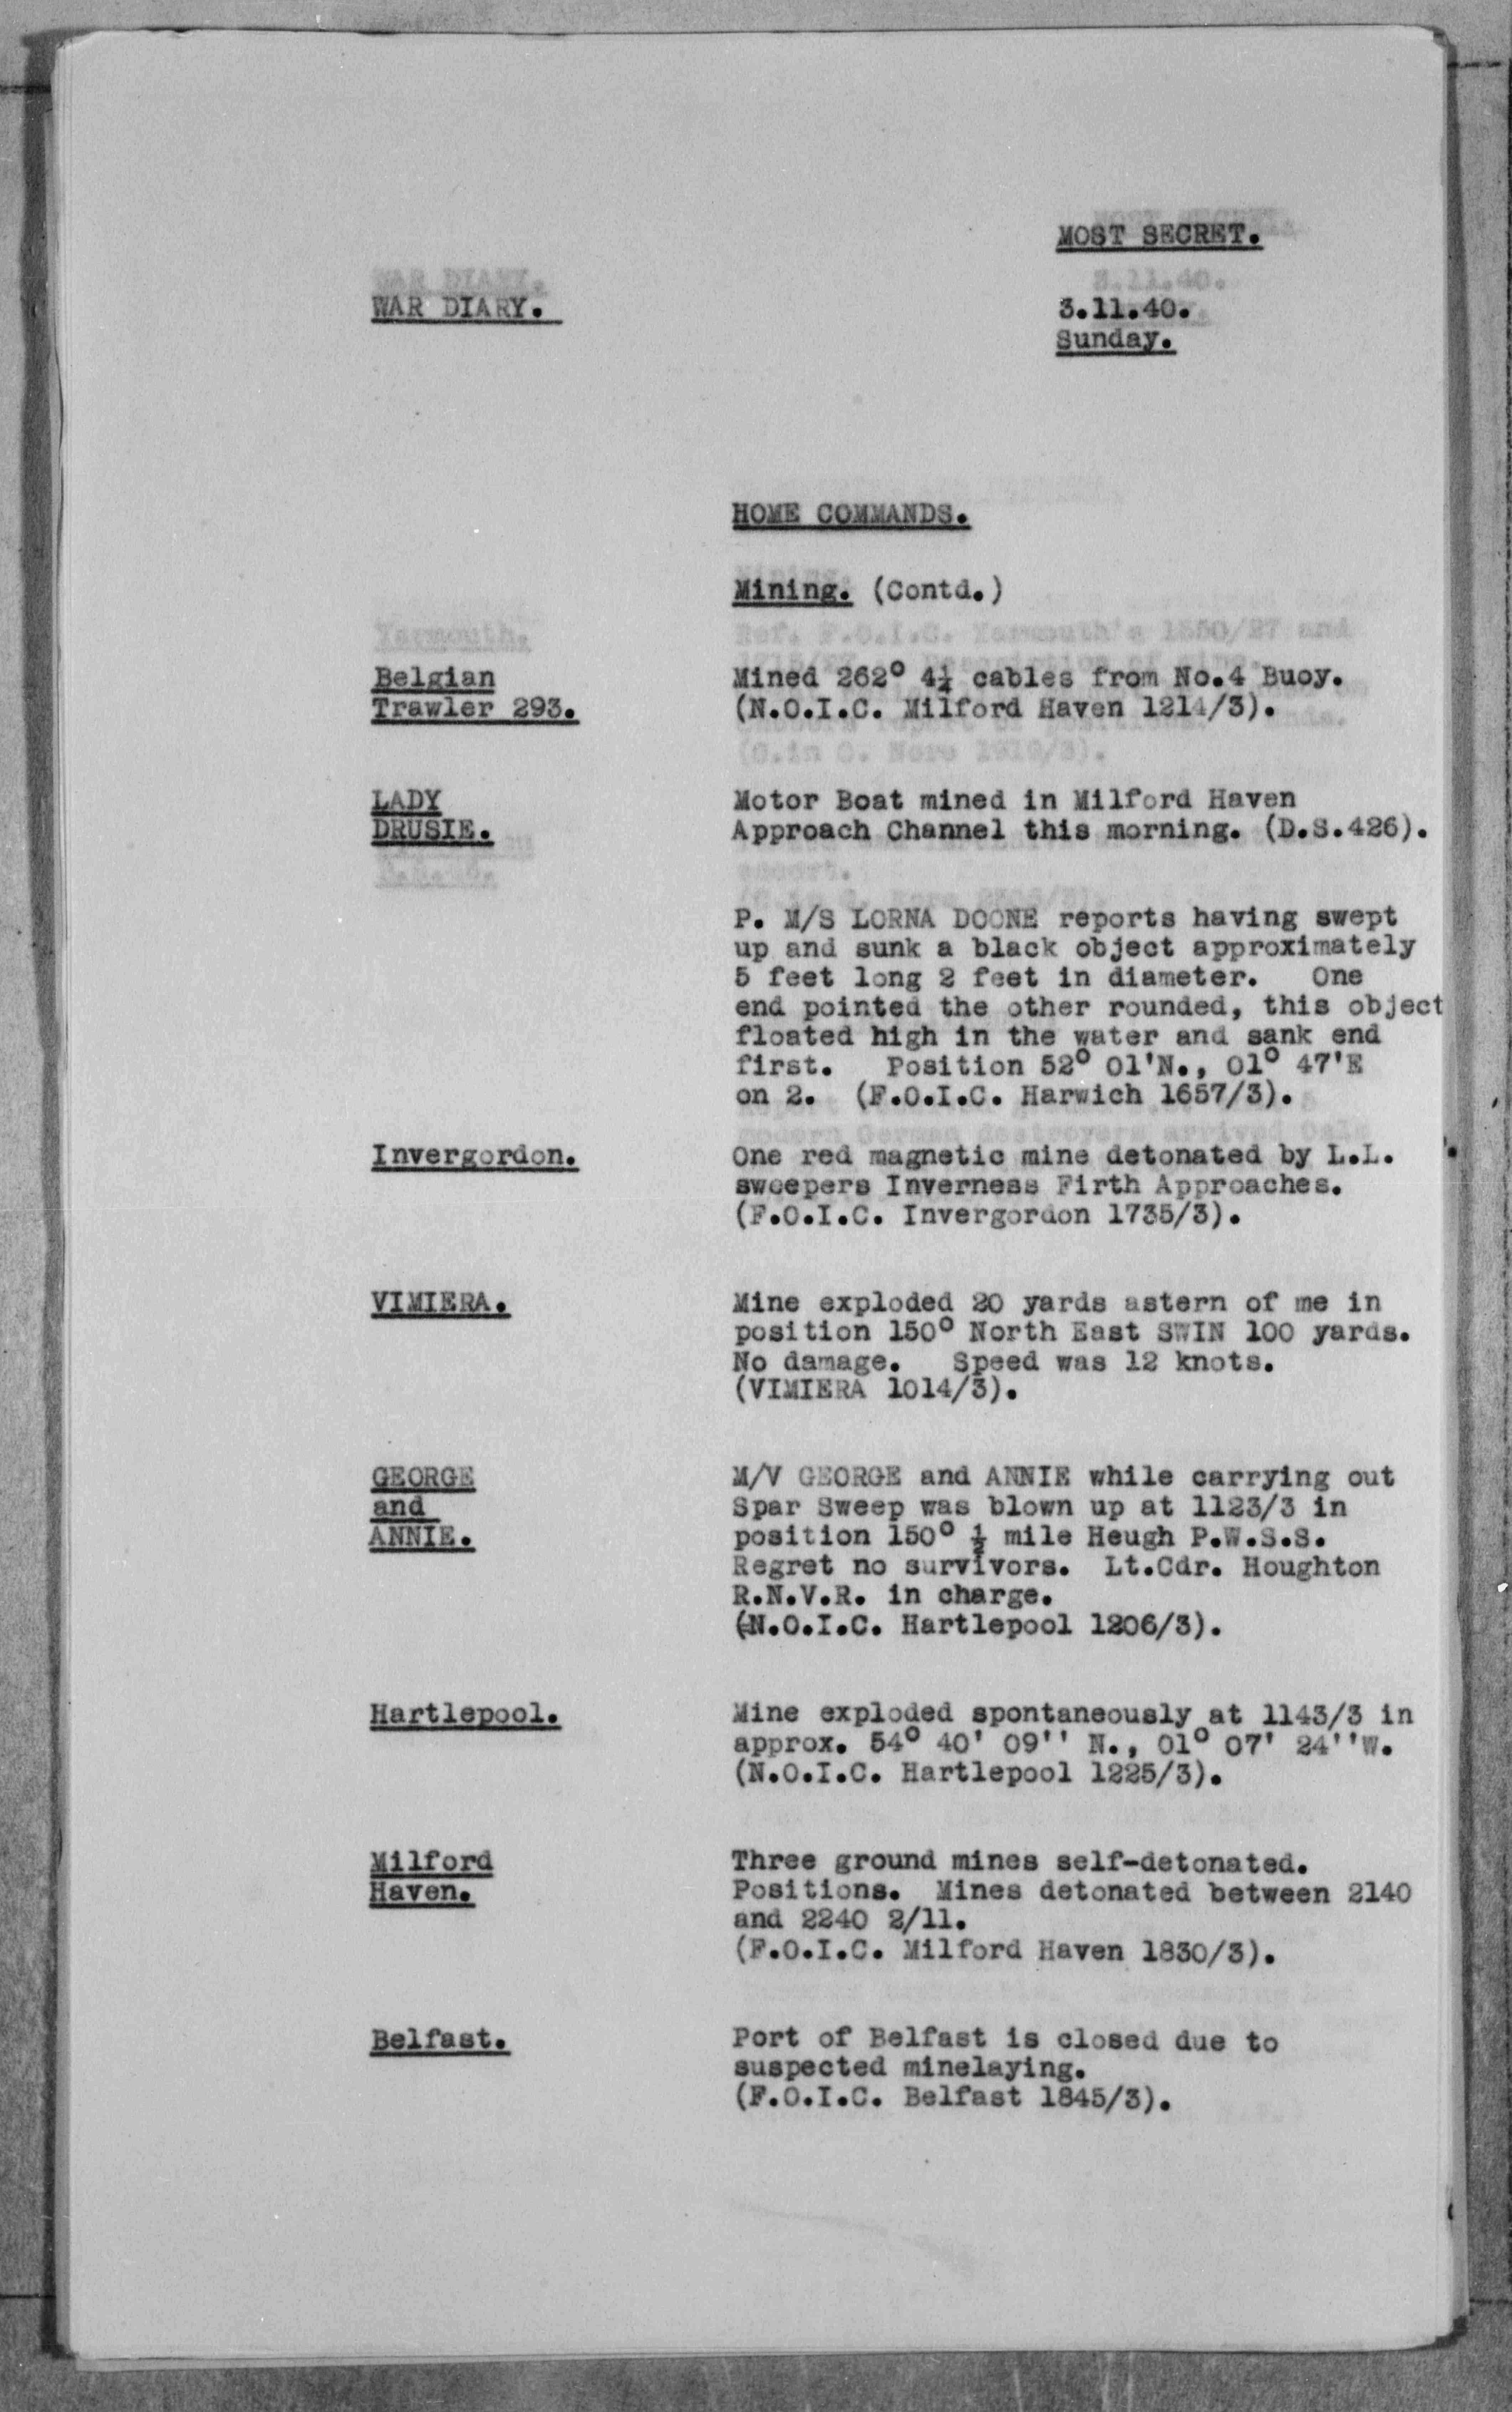 MOST SECRET.
WAR DIARY.
3.11.40.
Sunday.
HOME COMMANDS.
Mining. (Contd.)
Belgian
Trawler 293.
Mined 262° 4¼ cables from No.4 Buoy.
(N.O.I.C. Milford Haven 1214/3).
LADY
DRUSIE.
Motor Boat mined in Milford Haven
Approach Channel this morning. (D.S.426).
P. M/S LORNA DOONE reports having swept
up and sunk a black object approximately
5 feet long 2 feet in diameter. One
end pointed the other rounded, this object
floated high in the water and sank end
first. Position 52° 01'N., 01° 47'E
on 2. (F.O.I.C. Harwich 1657/3).
Invergordon.
One red magnetic mine detonated by L.L.
sweepers Inverness Firth Approaches.
(F.O.I.C. Invergordon 1735/3).
VIMIERA.
Mine exploded 20 yards astern of me in
position 150° North East SWIN 100 yards.
No damage. Speed was 12 knots.
(VIMIERA 1014/3).
GEORGE
and
ANNIE.
M/V GEORGE and ANNIE while carrying out
Spar Sweep was blown up at 1123/3 in
position 150° ½ mile Heugh P.W.S.S.
Regret no survivors. Lt.Cdr. Houghton
R.N.V.R. in charge.
(N.O.I.C. Hartlepool 1206/3).
Hartlepool.
Mine exploded spontaneously at 1143/3 in
approx. 54° 40' 09'' N., 01° 07' 24''W.
(N.O.I.C. Hartlepool 1225/3).
Milford
Haven.
Three ground mines self-detonated.
Positions. Mines detonated between 2140
and 2240 2/11.
(F.O.I.C. Milford Haven 1830/3).
Belfast.
Port of Belfast is closed due to
suspected minelaying.
(F.O.I.C. Belfast 1845/3).